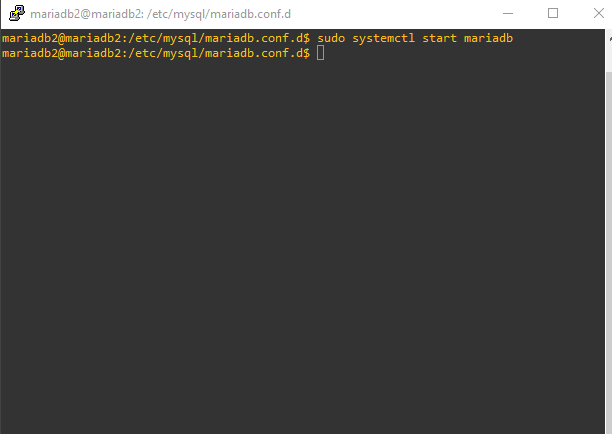 mariadb2@mariadb2: /etc/mysql/mariadb.conf.d
mariadb2@mariadb2:/etc/mysql/mariadb.conf.d$ sudo systemctl start mariadb
mariadb2@mariadb2:/etc/mysql/mariadb.conf.d$